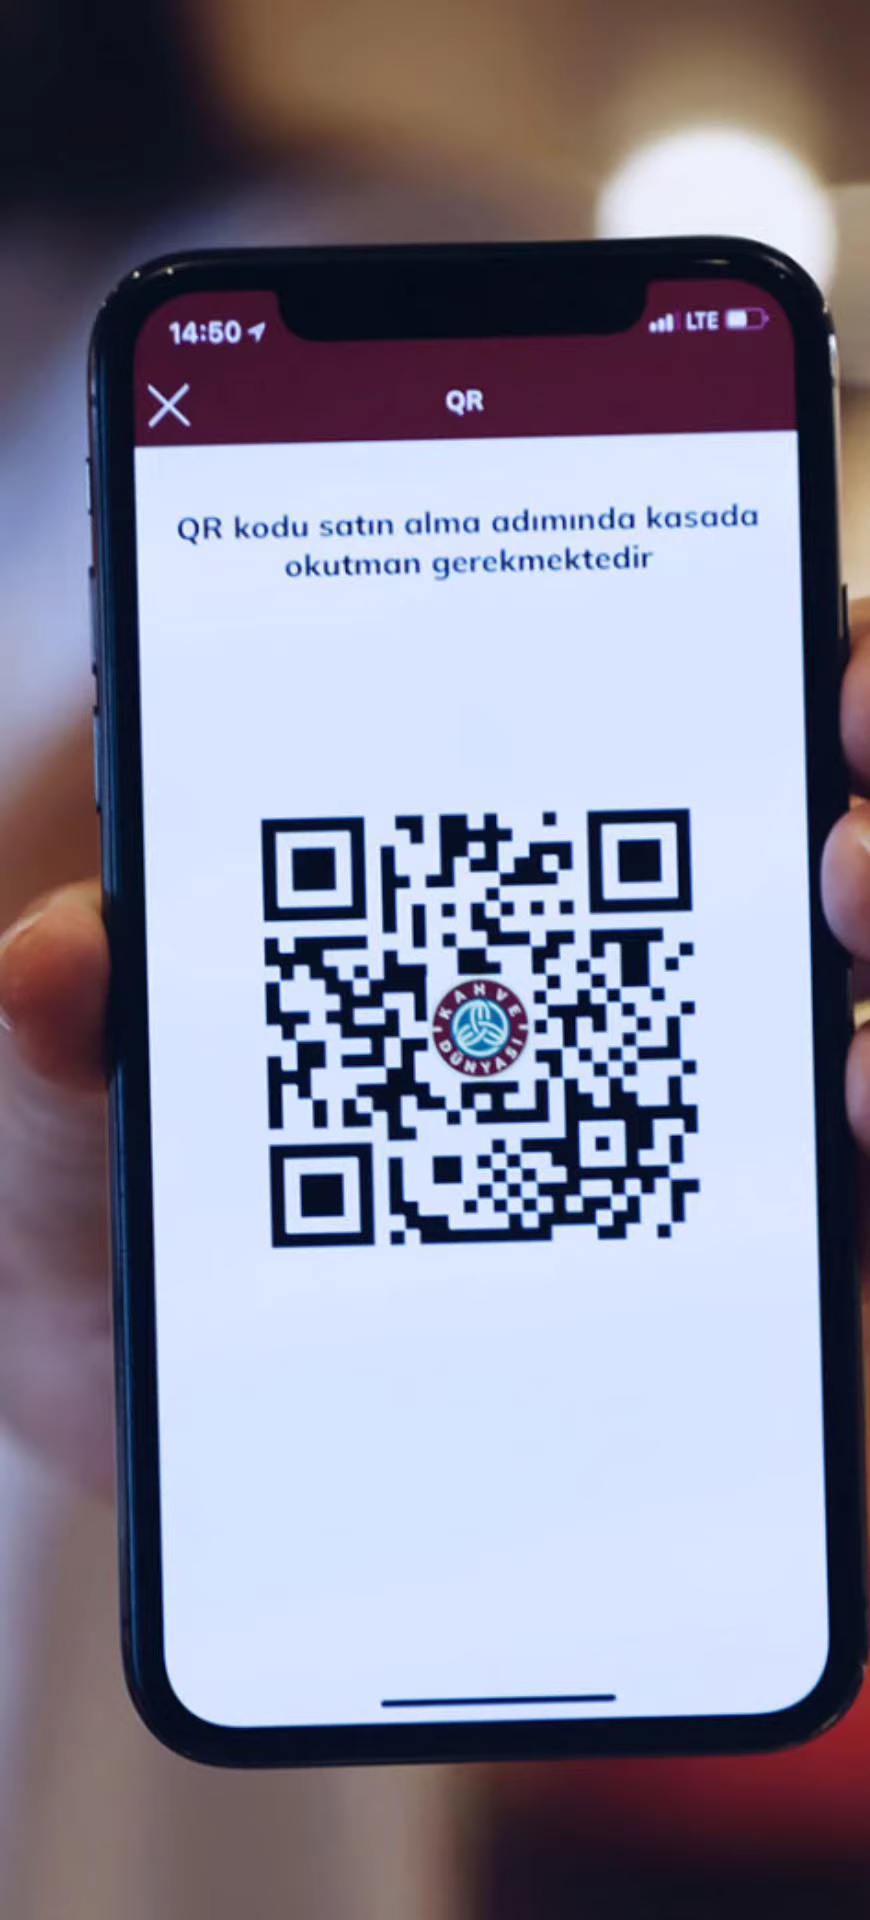 14:50
LTE
QR
QR kodu satın alma adımında kasada
okutman gerekmektedir
KAHVE
DÜNYASI